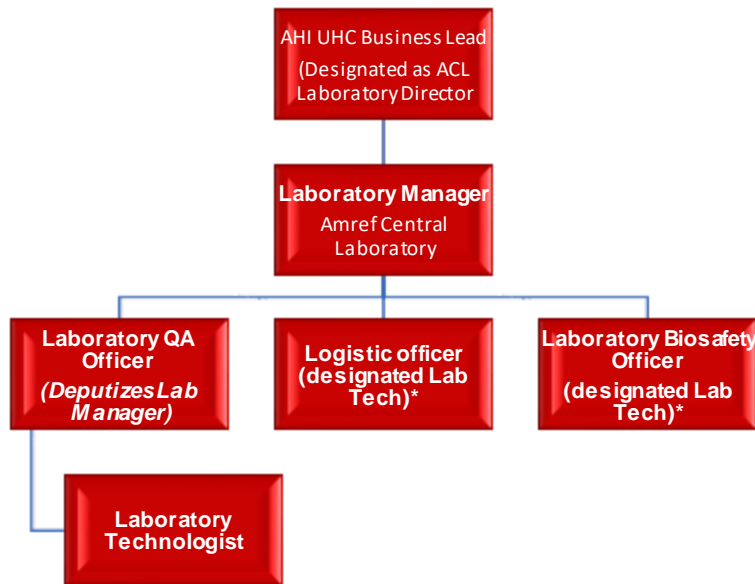 AHI UHC Business Lead
(Designated as ACL
Laboratory Director
Laboratory Manager
Amref Central
Laboratory
Laboratory QA
Officer
(Deputizes Lab
Manager)
Logistic officer
(designated Lab
Tech)*
Laboratory Biosafety
Officer
(designated Lab
Tech)*
Laboratory
Technologist